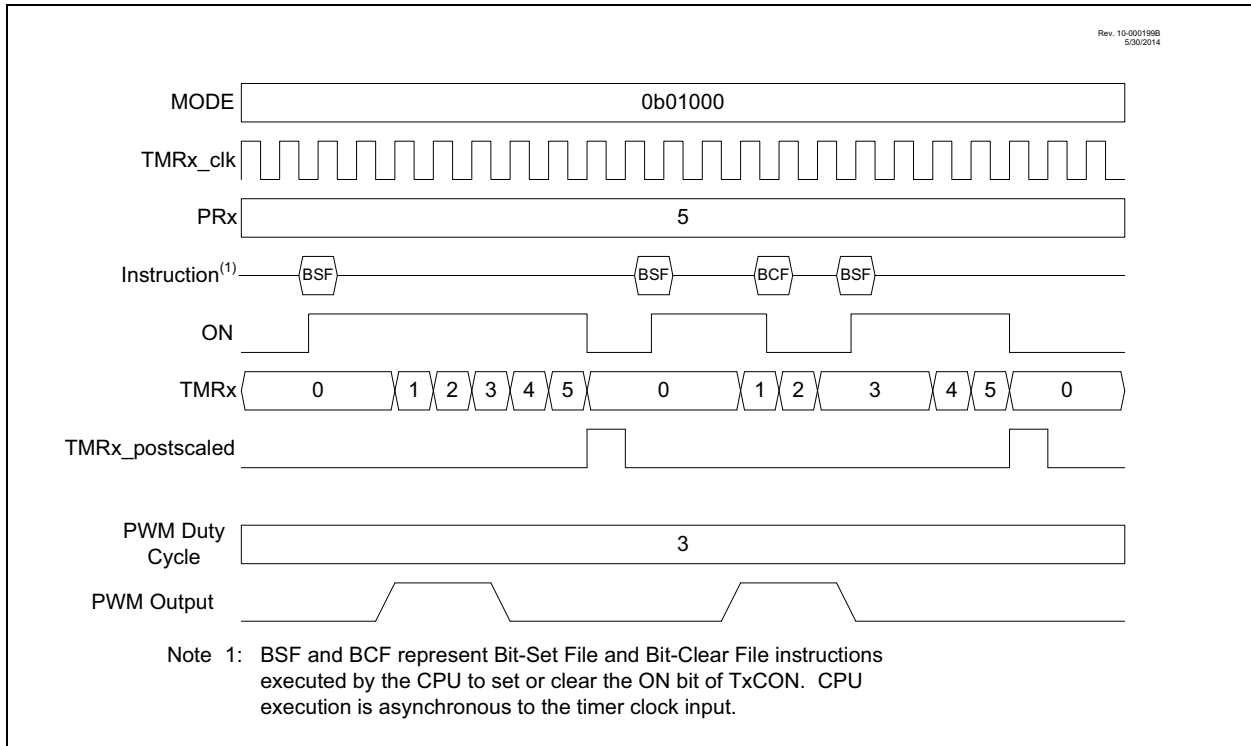 Rev. 10-000199B
5/30/2014
MODE 0b01000
TMRx_clk
PRx 5
Instruction(1) BSF BSF BCF BSF
ON
TMRx 0 1 2 3 4 5 0 1 2 3 4 5 0
TMRx_postscaled
PWM Duty
Cycle 3
PWM Output
Note 1: BSF and BCF represent Bit-Set File and Bit-Clear File instructions
executed by the CPU to set or clear the ON bit of TxCON. CPU
execution is asynchronous to the timer clock input.